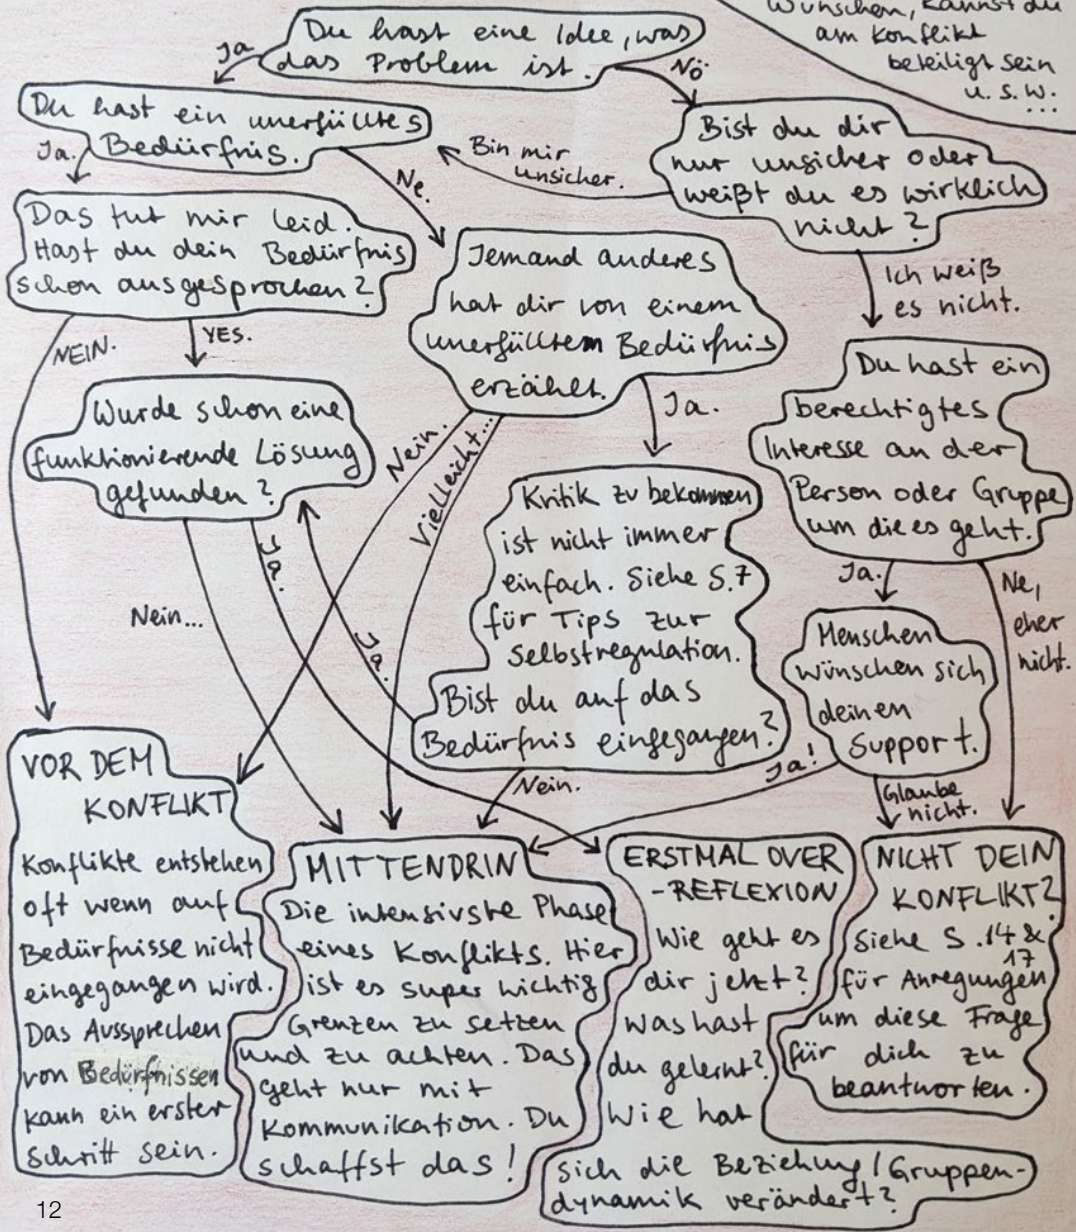 Wünschen, kannst du
am Konflikt
beteiligt sein
u. s. w.
...
Du hast eine Idee, was
das Problem ist.
Ja
Nö
Du hast ein unerfülltes
Bedürfnis.
Ja.
Ne.
Bist du dir
nur unsicher oder
weißt du es wirklich
nicht?
Bin mir
unsicher.
Ich weiß
es nicht.
Das tut mir leid.
Hast du dein Bedürfnis
schon ausgesprochen?
NEIN.
YES.
Jemand anderes
hat dir von einem
unerfülltem Bedürfnis
erzählt.
Nein.
Vielleicht...
Ja.
Du hast ein
berechtigtes
Interesse an der
Person oder Gruppe
um die es geht.
Ja.
Ne,
eher
nicht.
Wurde schon eine
funktionierende Lösung
gefunden?
Nein...
Ja.
Kritik zu bekommen
ist nicht immer
einfach. Siehe S.7
für Tips zur
Selbstregulation.
Bist du auf das
Bedürfnis eingegangen?
Ja.
Nein.
Menschen
wünschen sich
deinen
Support.
Ja!
Glaube
nicht.
VOR DEM
KONFLIKT
Konflikte entstehen
oft wenn auf
Bedürfnisse nicht
eingegangen wird.
Das Aussprechen
von Bedürfnissen
kann ein erster
Schritt sein.
MITTENDRIN
Die intensivste Phase
eines Konflikts. Hier
ist es super wichtig
Grenzen zu setzen
und zu achten. Das
geht nur mit
Kommunikation. Du
schaffst das!
ERSTMAL OVER
-REFLEXION
Wie geht es
dir jetzt?
Was hast
du gelernt?
Wie hat
sich die Beziehung/Gruppen-
dynamik verändert?
NICHT DEIN
KONFLIKT?
Siehe S. 14 &
17
für Anregungen
um diese Frage
für dich zu
beantworten.
12